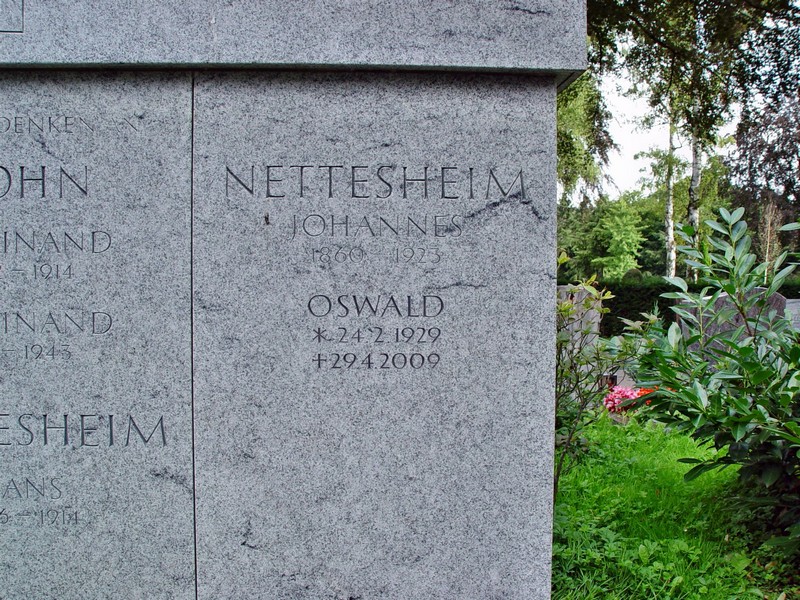 DENKEN AN
OHN
INAND
– 1914
INAND
– 1943
ESHEIM
ANS
6 – 1914
NETTESHEIM
JOHANNES
1860 – 1923
OSWALD
* 24.2.1929
† 29.4.2009